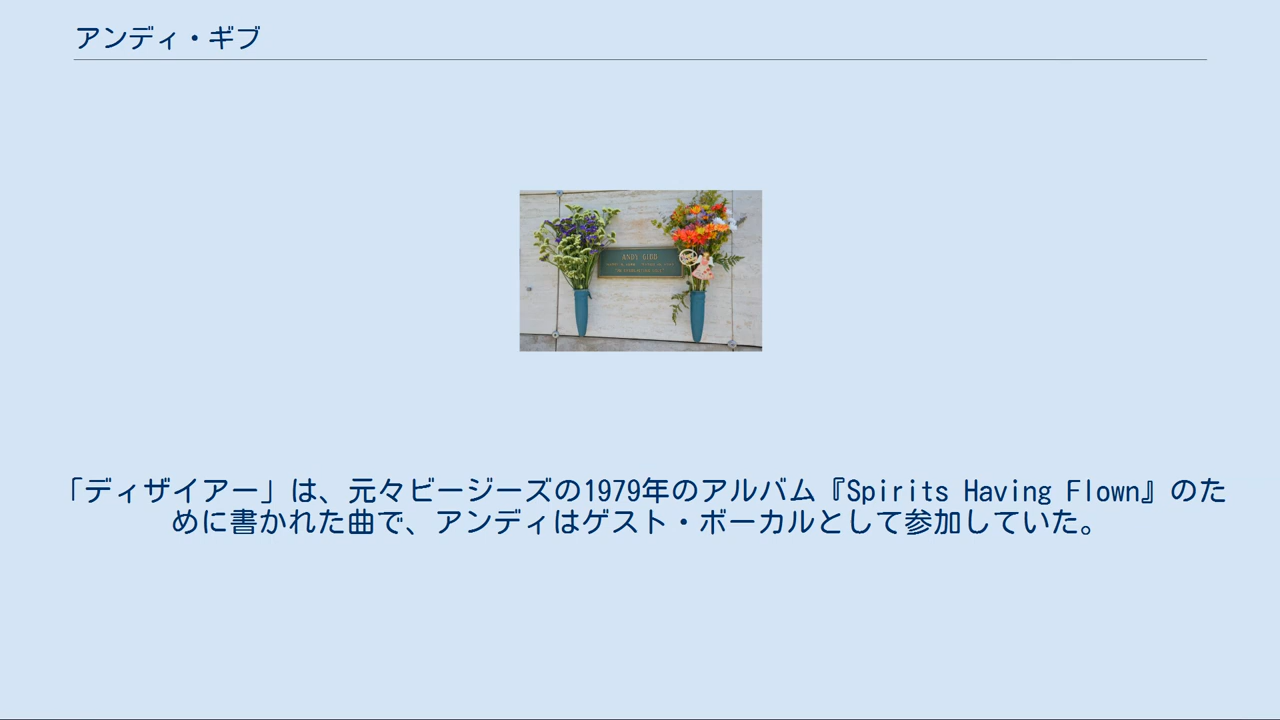 アンディ・ギブ
ANDY GIBB
「ディザイアー」は、元々ビージーズの1979年のアルバム『Spirits Having Flown』のた
めに書かれた曲で、アンディはゲスト・ボーカルとして参加していた。